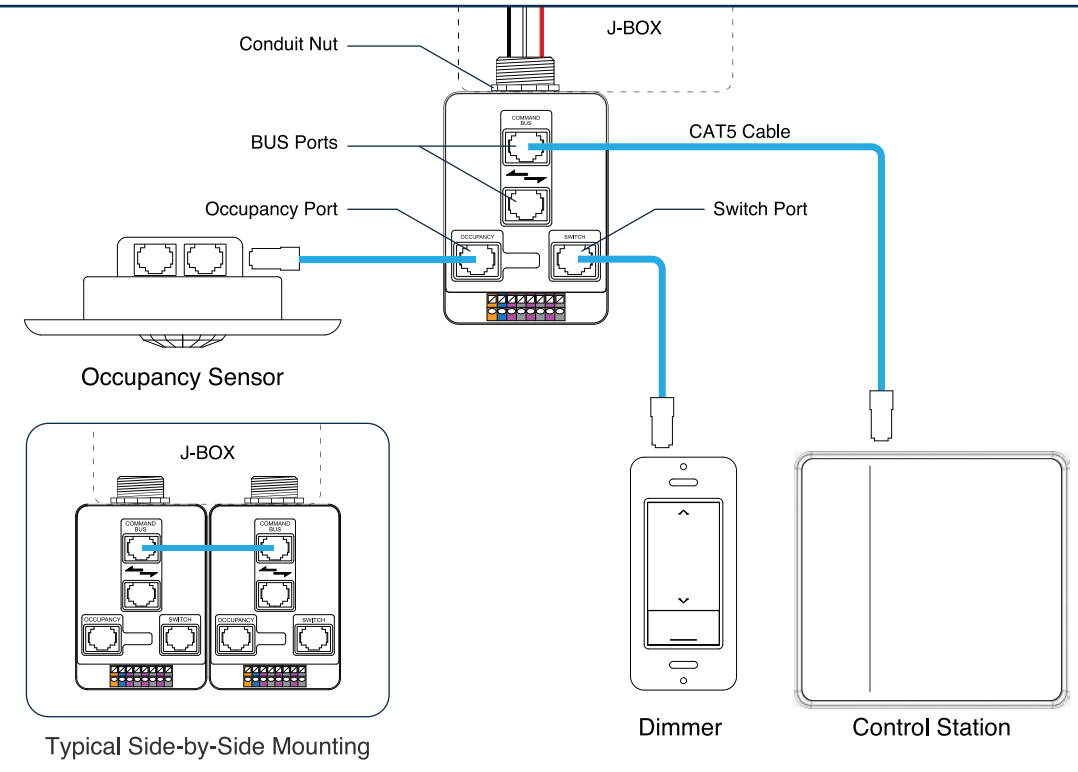 J-BOX
Conduit Nut
COMMAND
BUS
CAT5 Cable
BUS Ports
Occupancy Port
Switch Port
OCCUPANCY
SWITCH
Occupancy Sensor
J-BOX
COMMAND
BUS
COMMAND
BUS
OCCUPANCY
SWITCH
OCCUPANCY
SWITCH
Dimmer
Control Station
Typical Side-by-Side Mounting